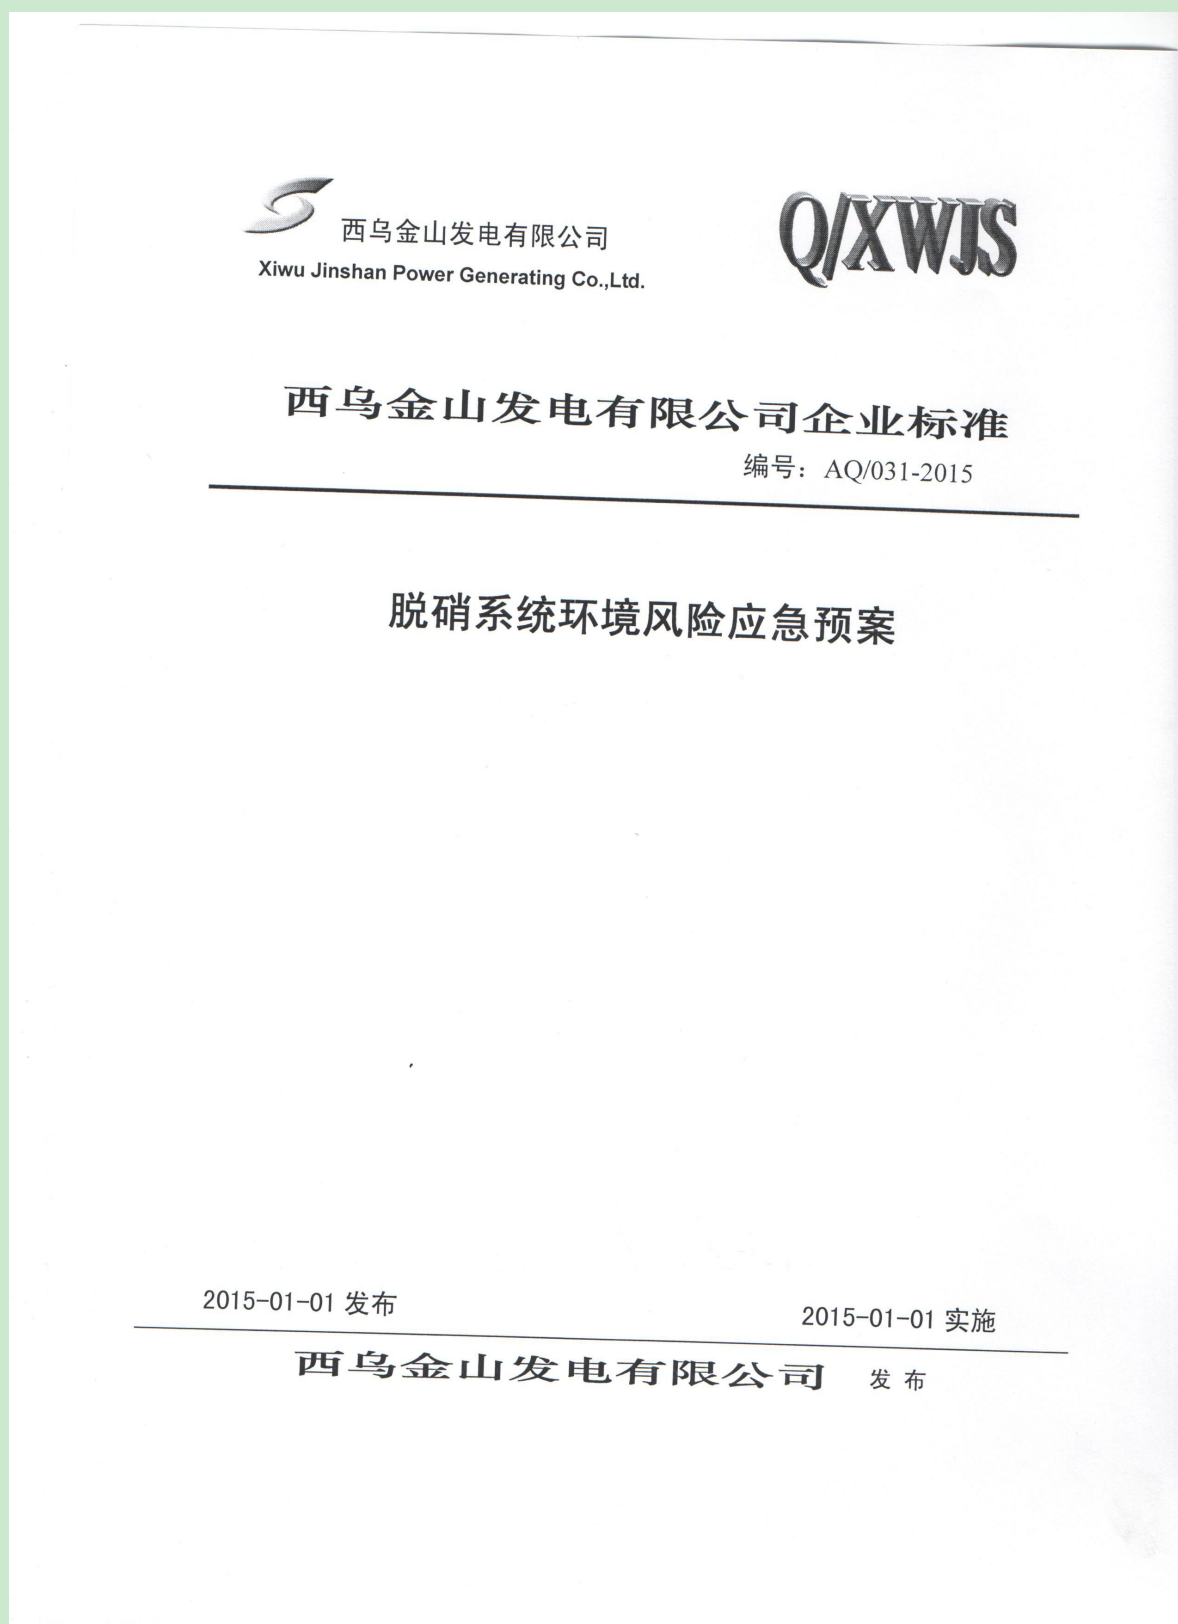 西乌金山发电有限公司
Xiwu Jinshan Power Generating Co.,Ltd.
Q/XWJS
西乌金山发电有限公司企业标准
编号：AQ/031-2015
脱硝系统环境风险应急预案
2015-01-01 发布
2015-01-01 实施
西乌金山发电有限公司 发 布